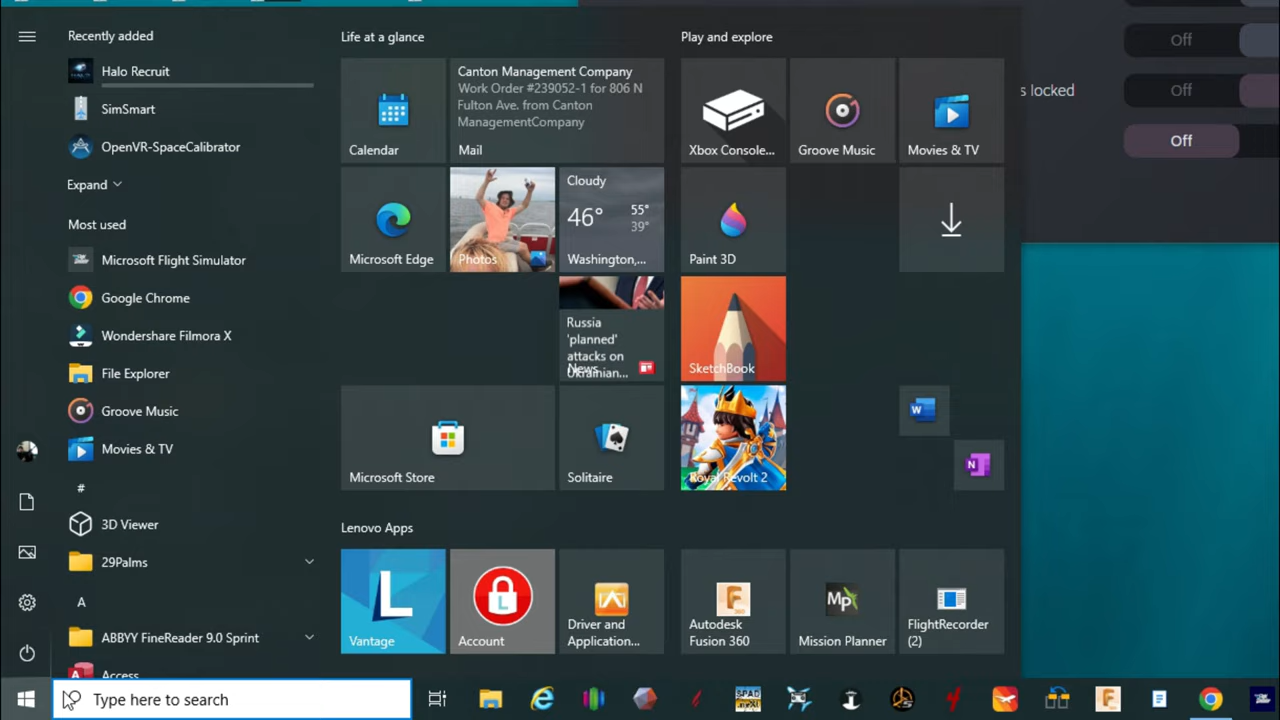 Recently added
Halo Recruit
SimSmart
OpenVR-SpaceCalibrator
Expand
Most used
Microsoft Flight Simulator
Google Chrome
Wondershare Filmora X
File Explorer
Groove Music
Movies & TV
#
3D Viewer
29Palms
A
ABBYY FineReader 9.0 Sprint
Access
Life at a glance
Calendar
Canton Management Company
Work Order #239052-1 for 806 N
Fulton Ave. from Canton
ManagementCompany
Mail
Microsoft Edge
Photos
Cloudy
46°
55°
39°
Washington,...
Russia
'planned'
attacks on
Ukrainian...
News
Microsoft Store
Solitaire
Play and explore
Xbox Console...
Groove Music
Movies & TV
Paint 3D
SketchBook
Royal Revolt 2
W
N
Lenovo Apps
L
Vantage
L
Account
Driver and
Application...
F
Autodesk
Fusion 360
Mp
Mission Planner
FlightRecorder
(2)
Off
s locked
Off
Off
Type here to search
SPAD
F